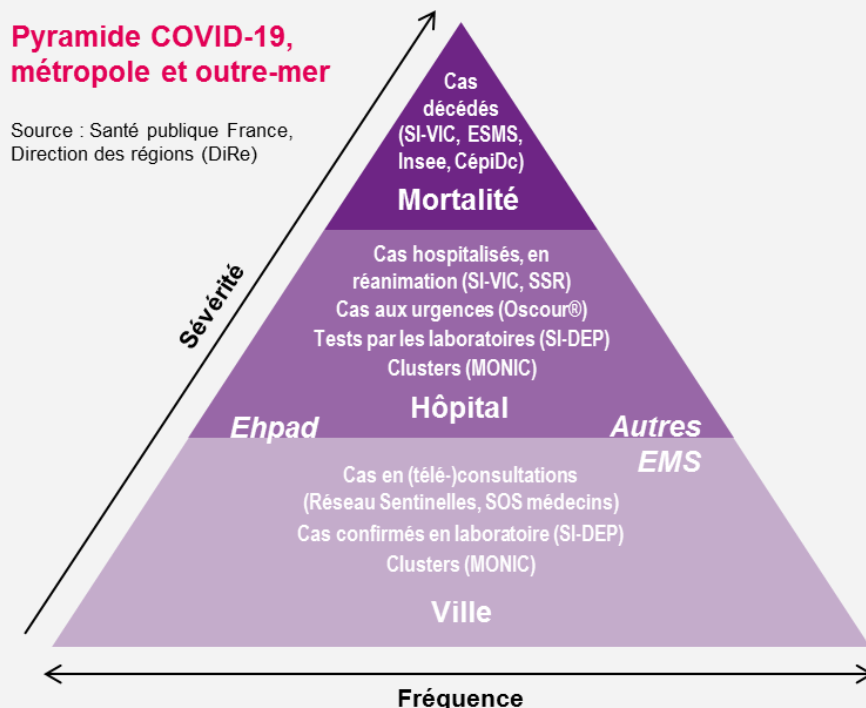 Pyramide COVID-19,
métropole et outre-mer
Source : Santé publique France,
Direction des régions (DiRe)
Sévérité
Cas
décédés
(SI-VIC, ESMS,
Insee, CépiDc)
Mortalité
Cas hospitalisés, en
réanimation (SI-VIC, SSR)
Cas aux urgences (Oscour®)
Tests par les laboratoires (SI-DEP)
Clusters (MONIC)
Hôpital
Ehpad
Autres
EMS
Cas en (télé-)consultations
(Réseau Sentinelles, SOS médecins)
Cas confirmés en laboratoire (SI-DEP)
Clusters (MONIC)
Ville
Fréquence